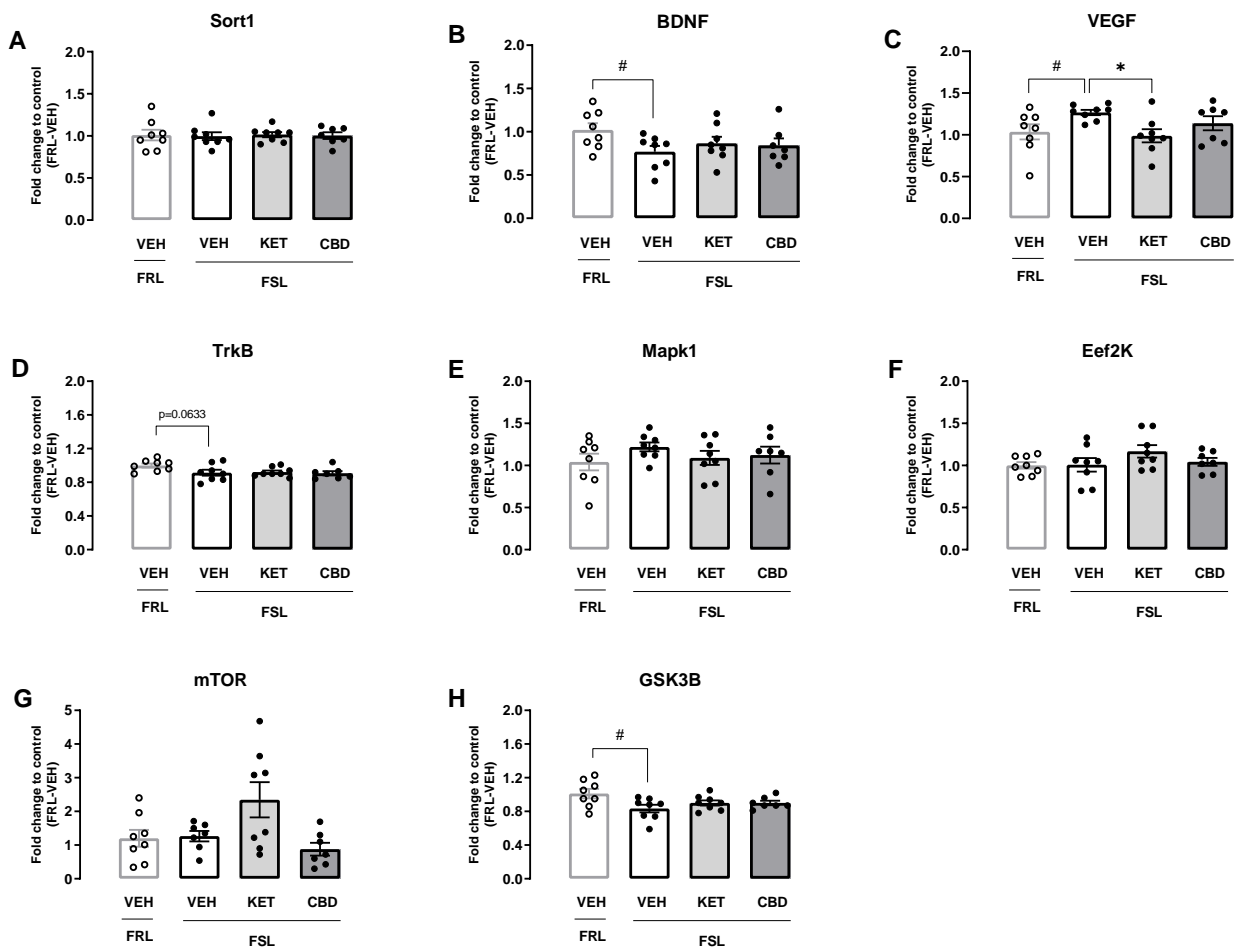 A
Sort1
Fold change to control
(FRL-VEH)
2.0
1.5
1.0
0.5
0.0
VEH VEH KET CBD
FRL FSL
B
BDNF
Fold change to control
(FRL-VEH)
2.0
1.5
1.0
0.5
0.0
#
VEH VEH KET CBD
FRL FSL
C
VEGF
Fold change to control
(FRL-VEH)
2.0
1.5
1.0
0.5
0.0
# *
VEH VEH KET CBD
FRL FSL
D
TrkB
Fold change to control
(FRL-VEH)
2.0
1.6
1.2
0.8
0.4
0.0
p=0.0633
VEH VEH KET CBD
FRL FSL
E
Mapk1
Fold change to control
(FRL-VEH)
2.0
1.5
1.0
0.5
0.0
VEH VEH KET CBD
FRL FSL
F
Eef2K
Fold change to control
(FRL-VEH)
2.0
1.5
1.0
0.5
0.0
VEH VEH KET CBD
FRL FSL
G
mTOR
Fold change to control
(FRL-VEH)
5
4
3
2
1
0
VEH VEH KET CBD
FRL FSL
H
GSK3B
Fold change to control
(FRL-VEH)
2.0
1.6
1.2
0.8
0.4
0.0
#
VEH VEH KET CBD
FRL FSL